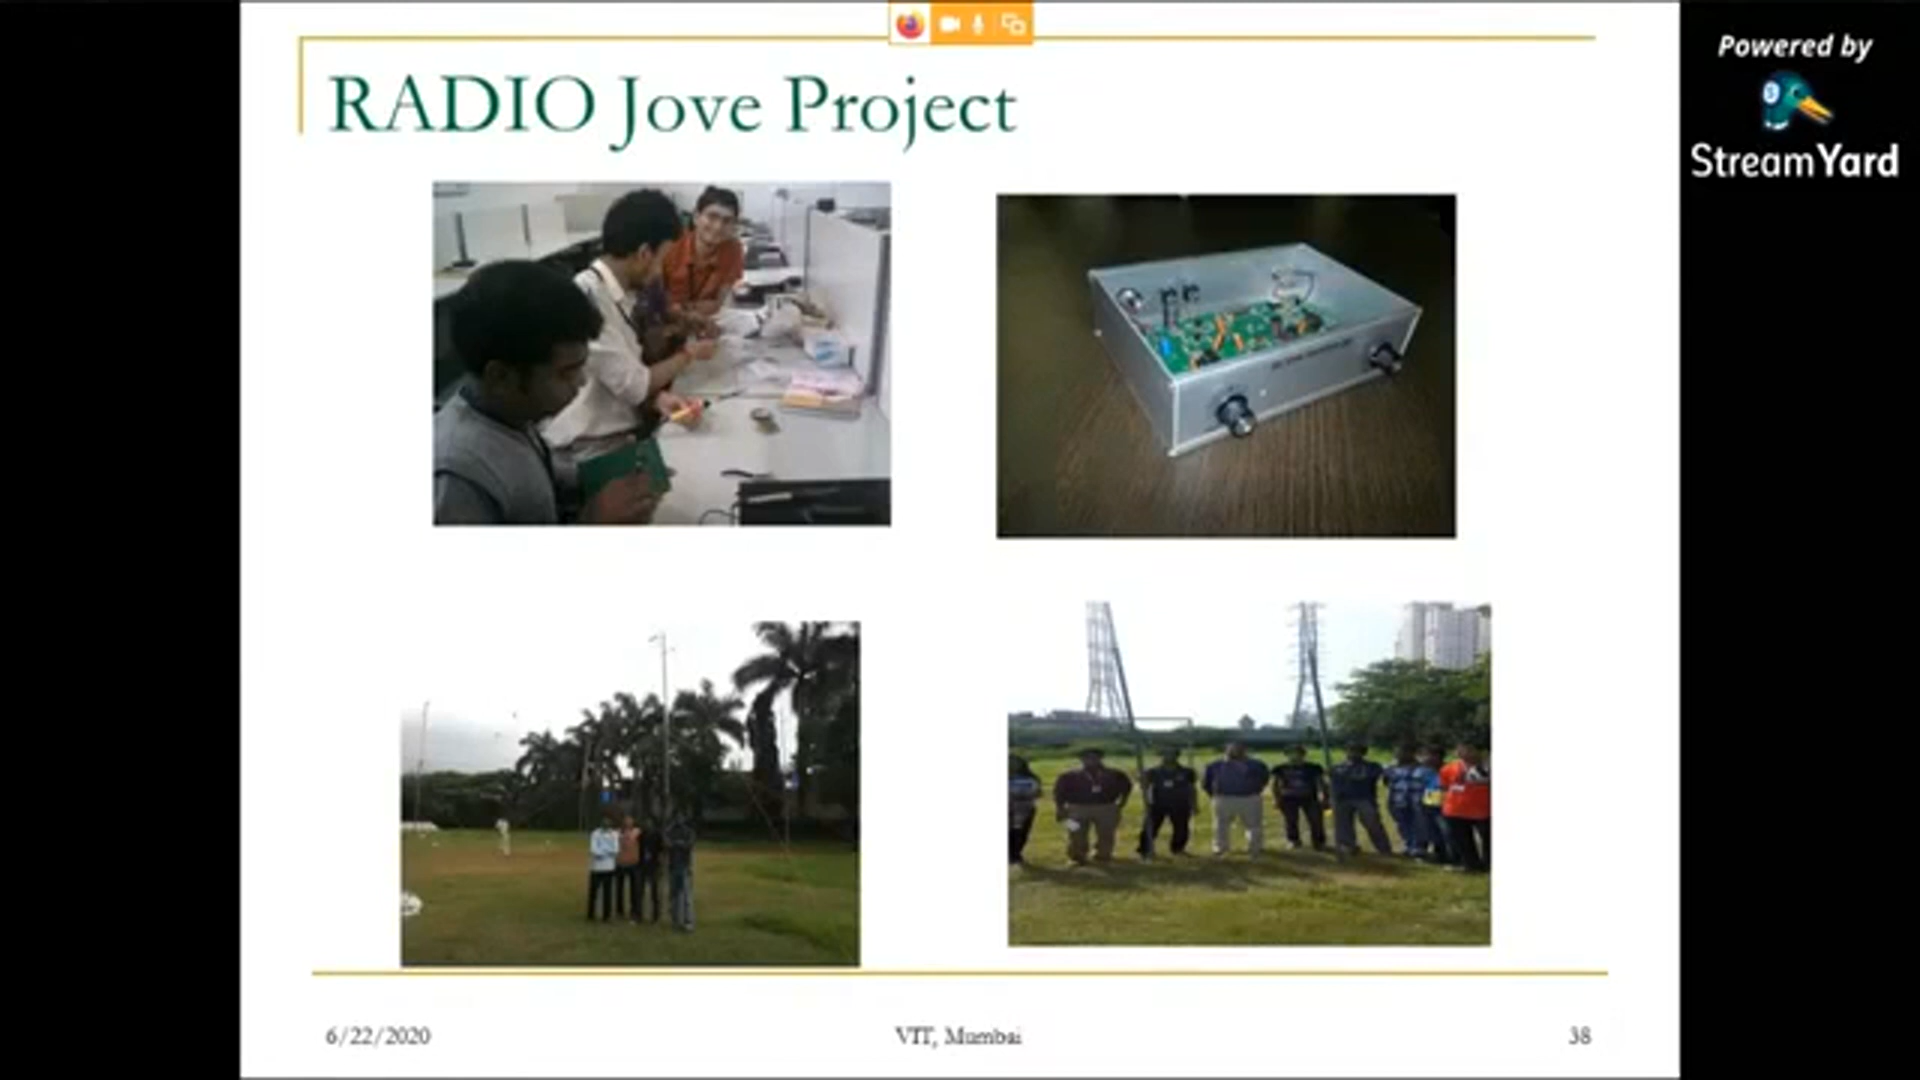 RADIO Jove Project
Powered by
StreamYard
6/22/2020
VIT, Mumbai
38